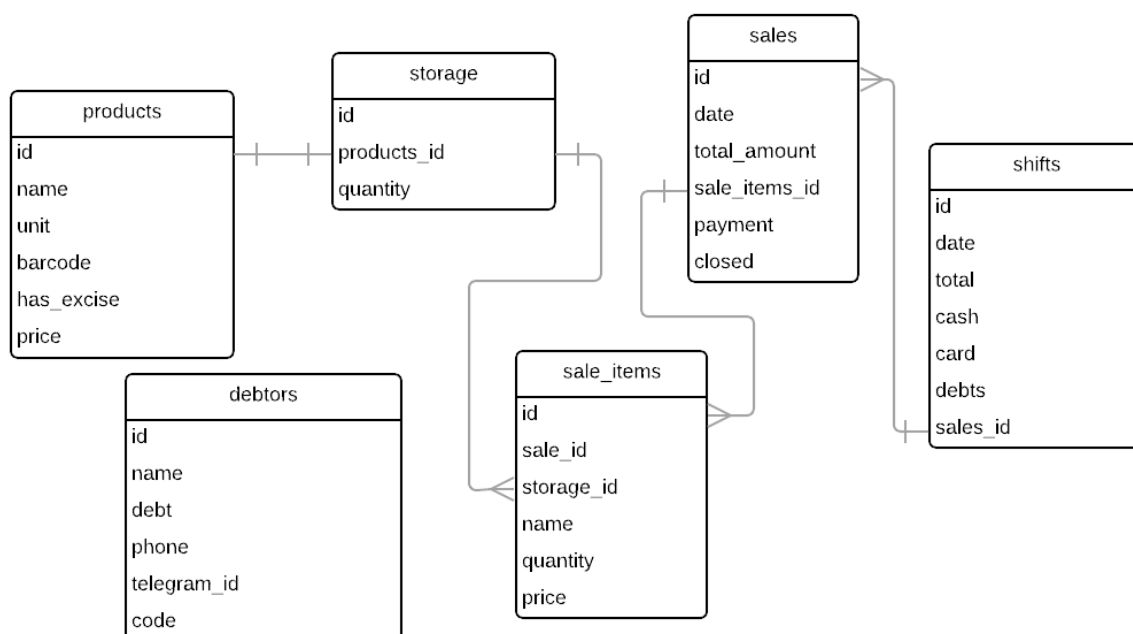 products
id
name
unit
barcode
has_excise
price
storage
id
products_id
quantity
sales
id
date
total_amount
sale_items_id
payment
closed
shifts
id
date
total
cash
card
debts
sales_id
debtors
id
name
debt
phone
telegram_id
code
sale_items
id
sale_id
storage_id
name
quantity
price